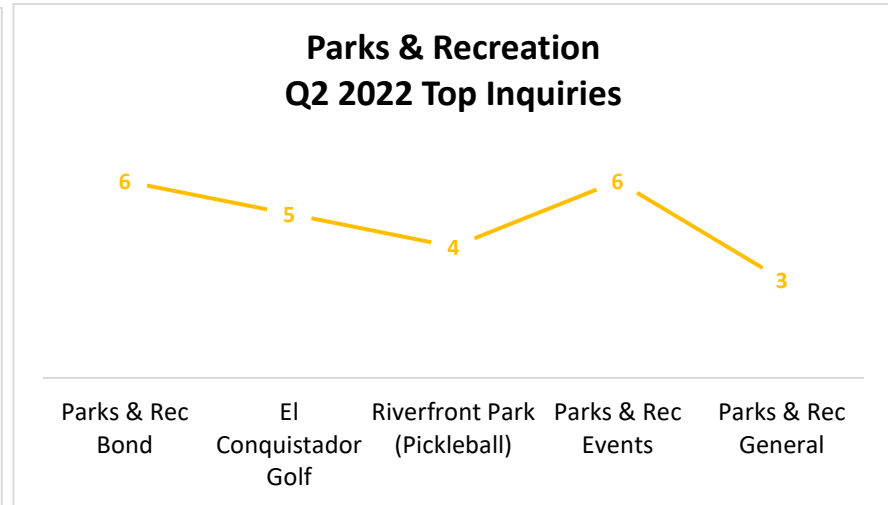 Parks & Recreation
Q2 2022 Top Inquiries
6
5
4
6
3
Parks & Rec
Bond
El
Conquistador
Golf
Riverfront Park
(Pickleball)
Parks & Rec
Events
Parks & Rec
General